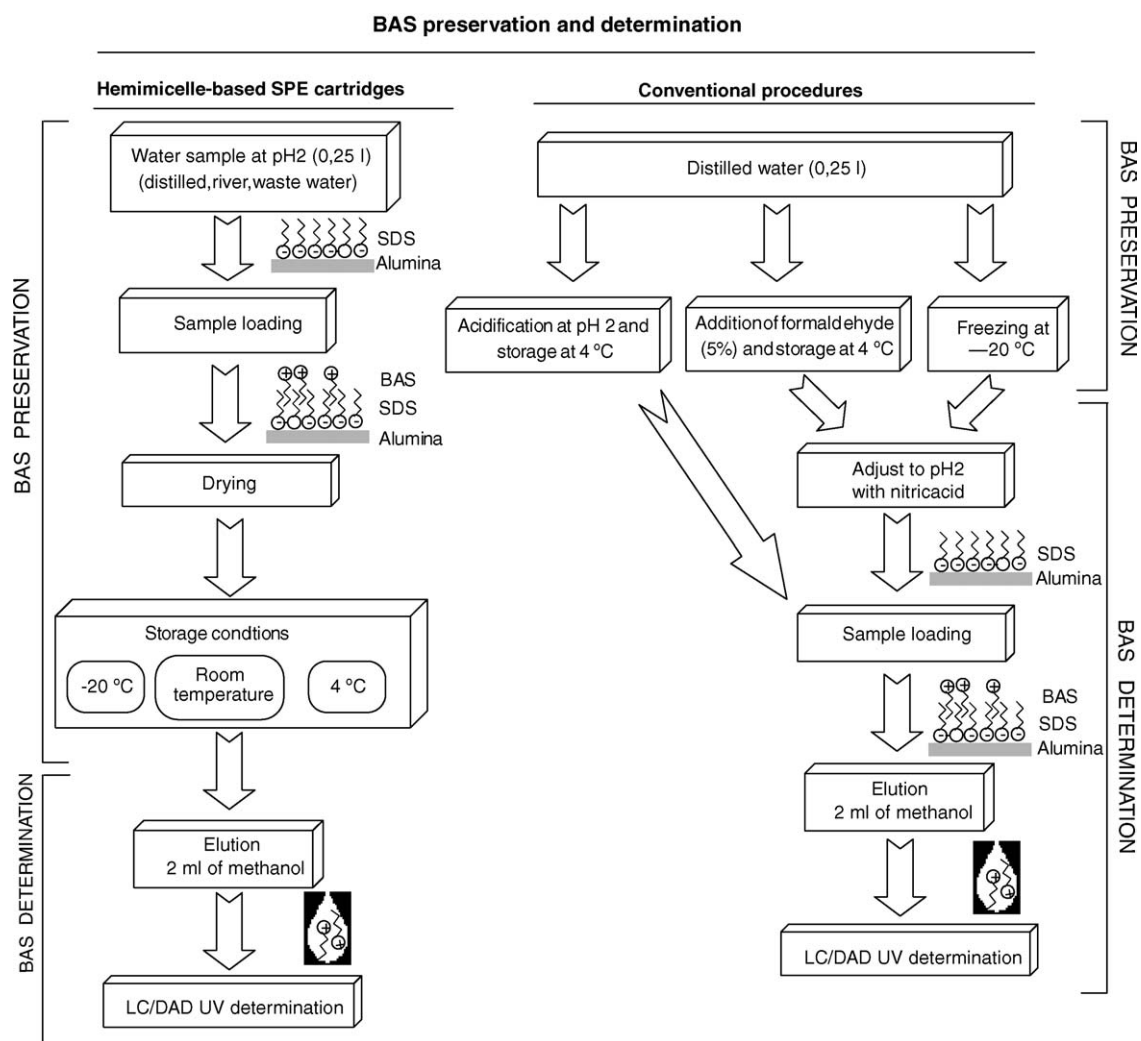 BAS preservation and determination
Hemimicelle-based SPE cartridges
Water sample at pH2 (0,25 l)
(distilled,river,waste water)
SDS
Alumina
Sample loading
BAS
SDS
Alumina
Drying
Storage condtions
-20 ºC
Room
temperature
4 ºC
Elution
2 ml of methanol
LC/DAD UV determination
BAS PRESERVATION
BAS DETERMINATION
Conventional procedures
Distilled water (0,25 l)
Acidification at pH 2 and
storage at 4 ºC
Addition of formaldehyde
(5%) and storage at 4 ºC
Freezing at
—20 ºC
Adjust to pH2
with nitricacid
SDS
Alumina
Sample loading
BAS
SDS
Alumina
Elution
2 ml of methanol
LC/DAD UV determination
BAS PRESERVATION
BAS DETERMINATION